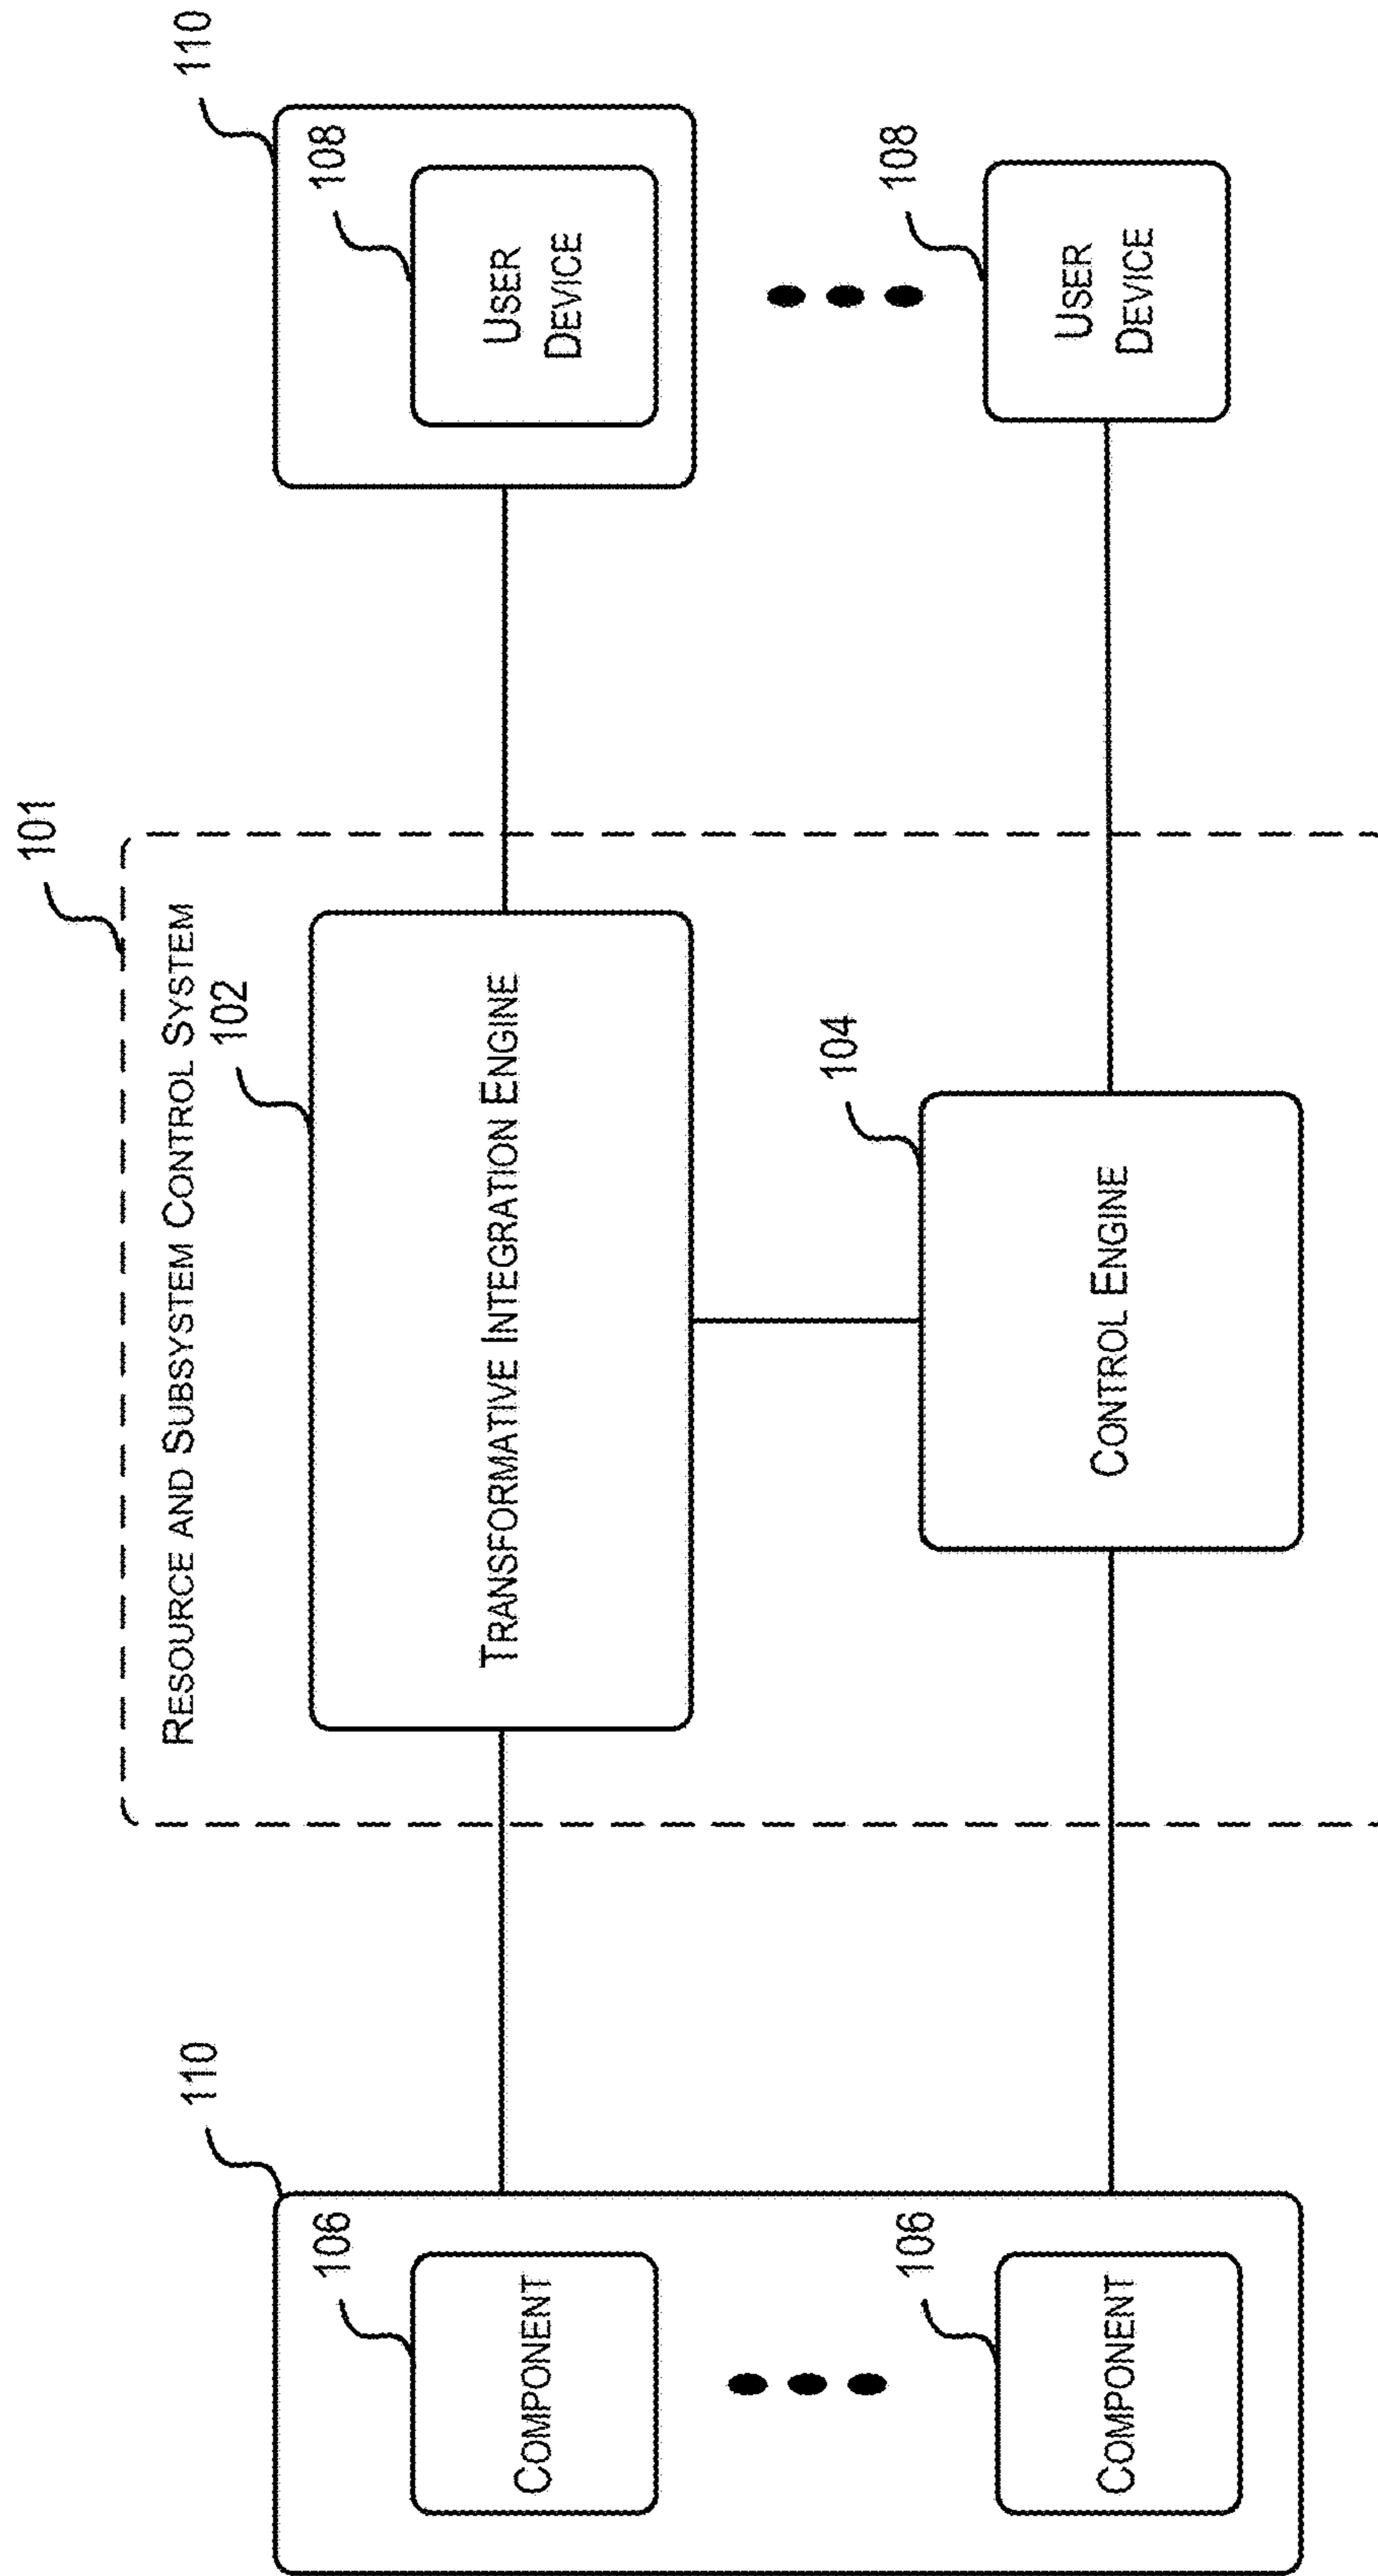 101
RESOURCE AND SUBSYSTEM CONTROL SYSTEM
110
110
102
106
COMPONENT
TRANSFORMATIVE INTEGRATION ENGINE
108
USER
DEVICE
104
106
COMPONENT
CONTROL ENGINE
108
USER
DEVICE